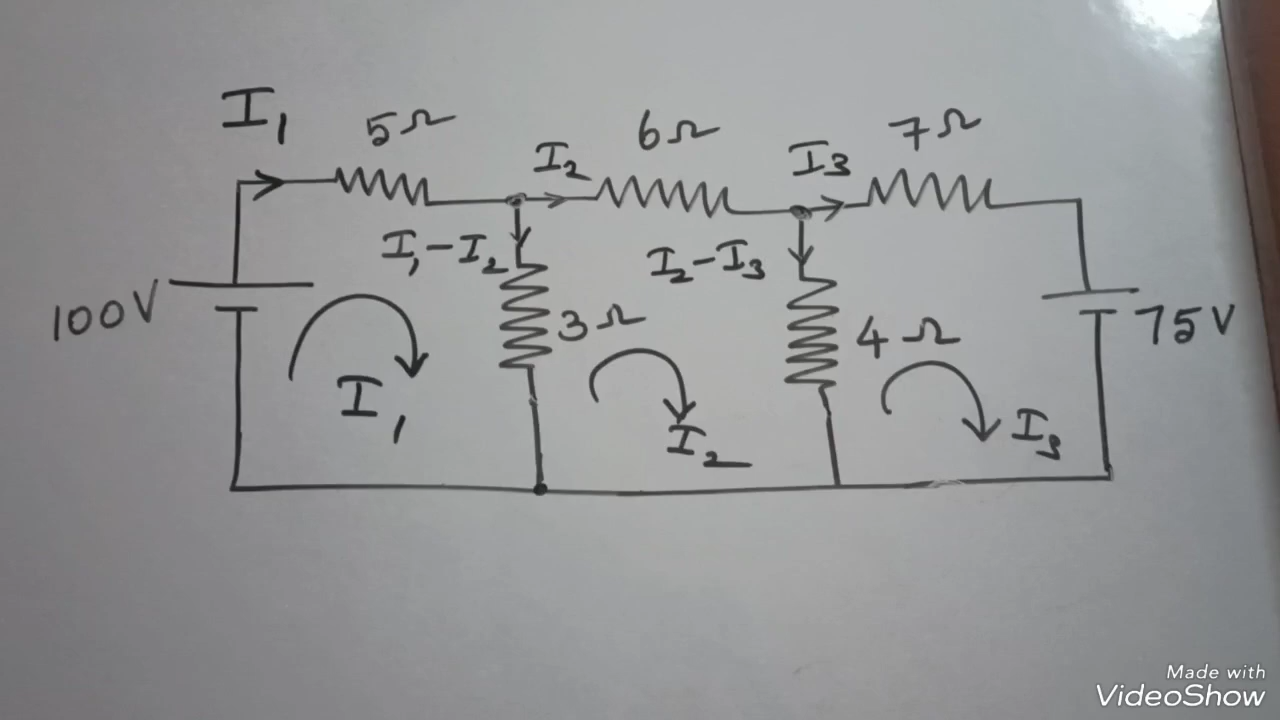 I₁
5Ω
I₂
6Ω
I₃
7Ω
I₁-I₂
I₂-I₃
100V
3Ω
4Ω
75V
I₁
I₂
I₃
Made with
VideoShow